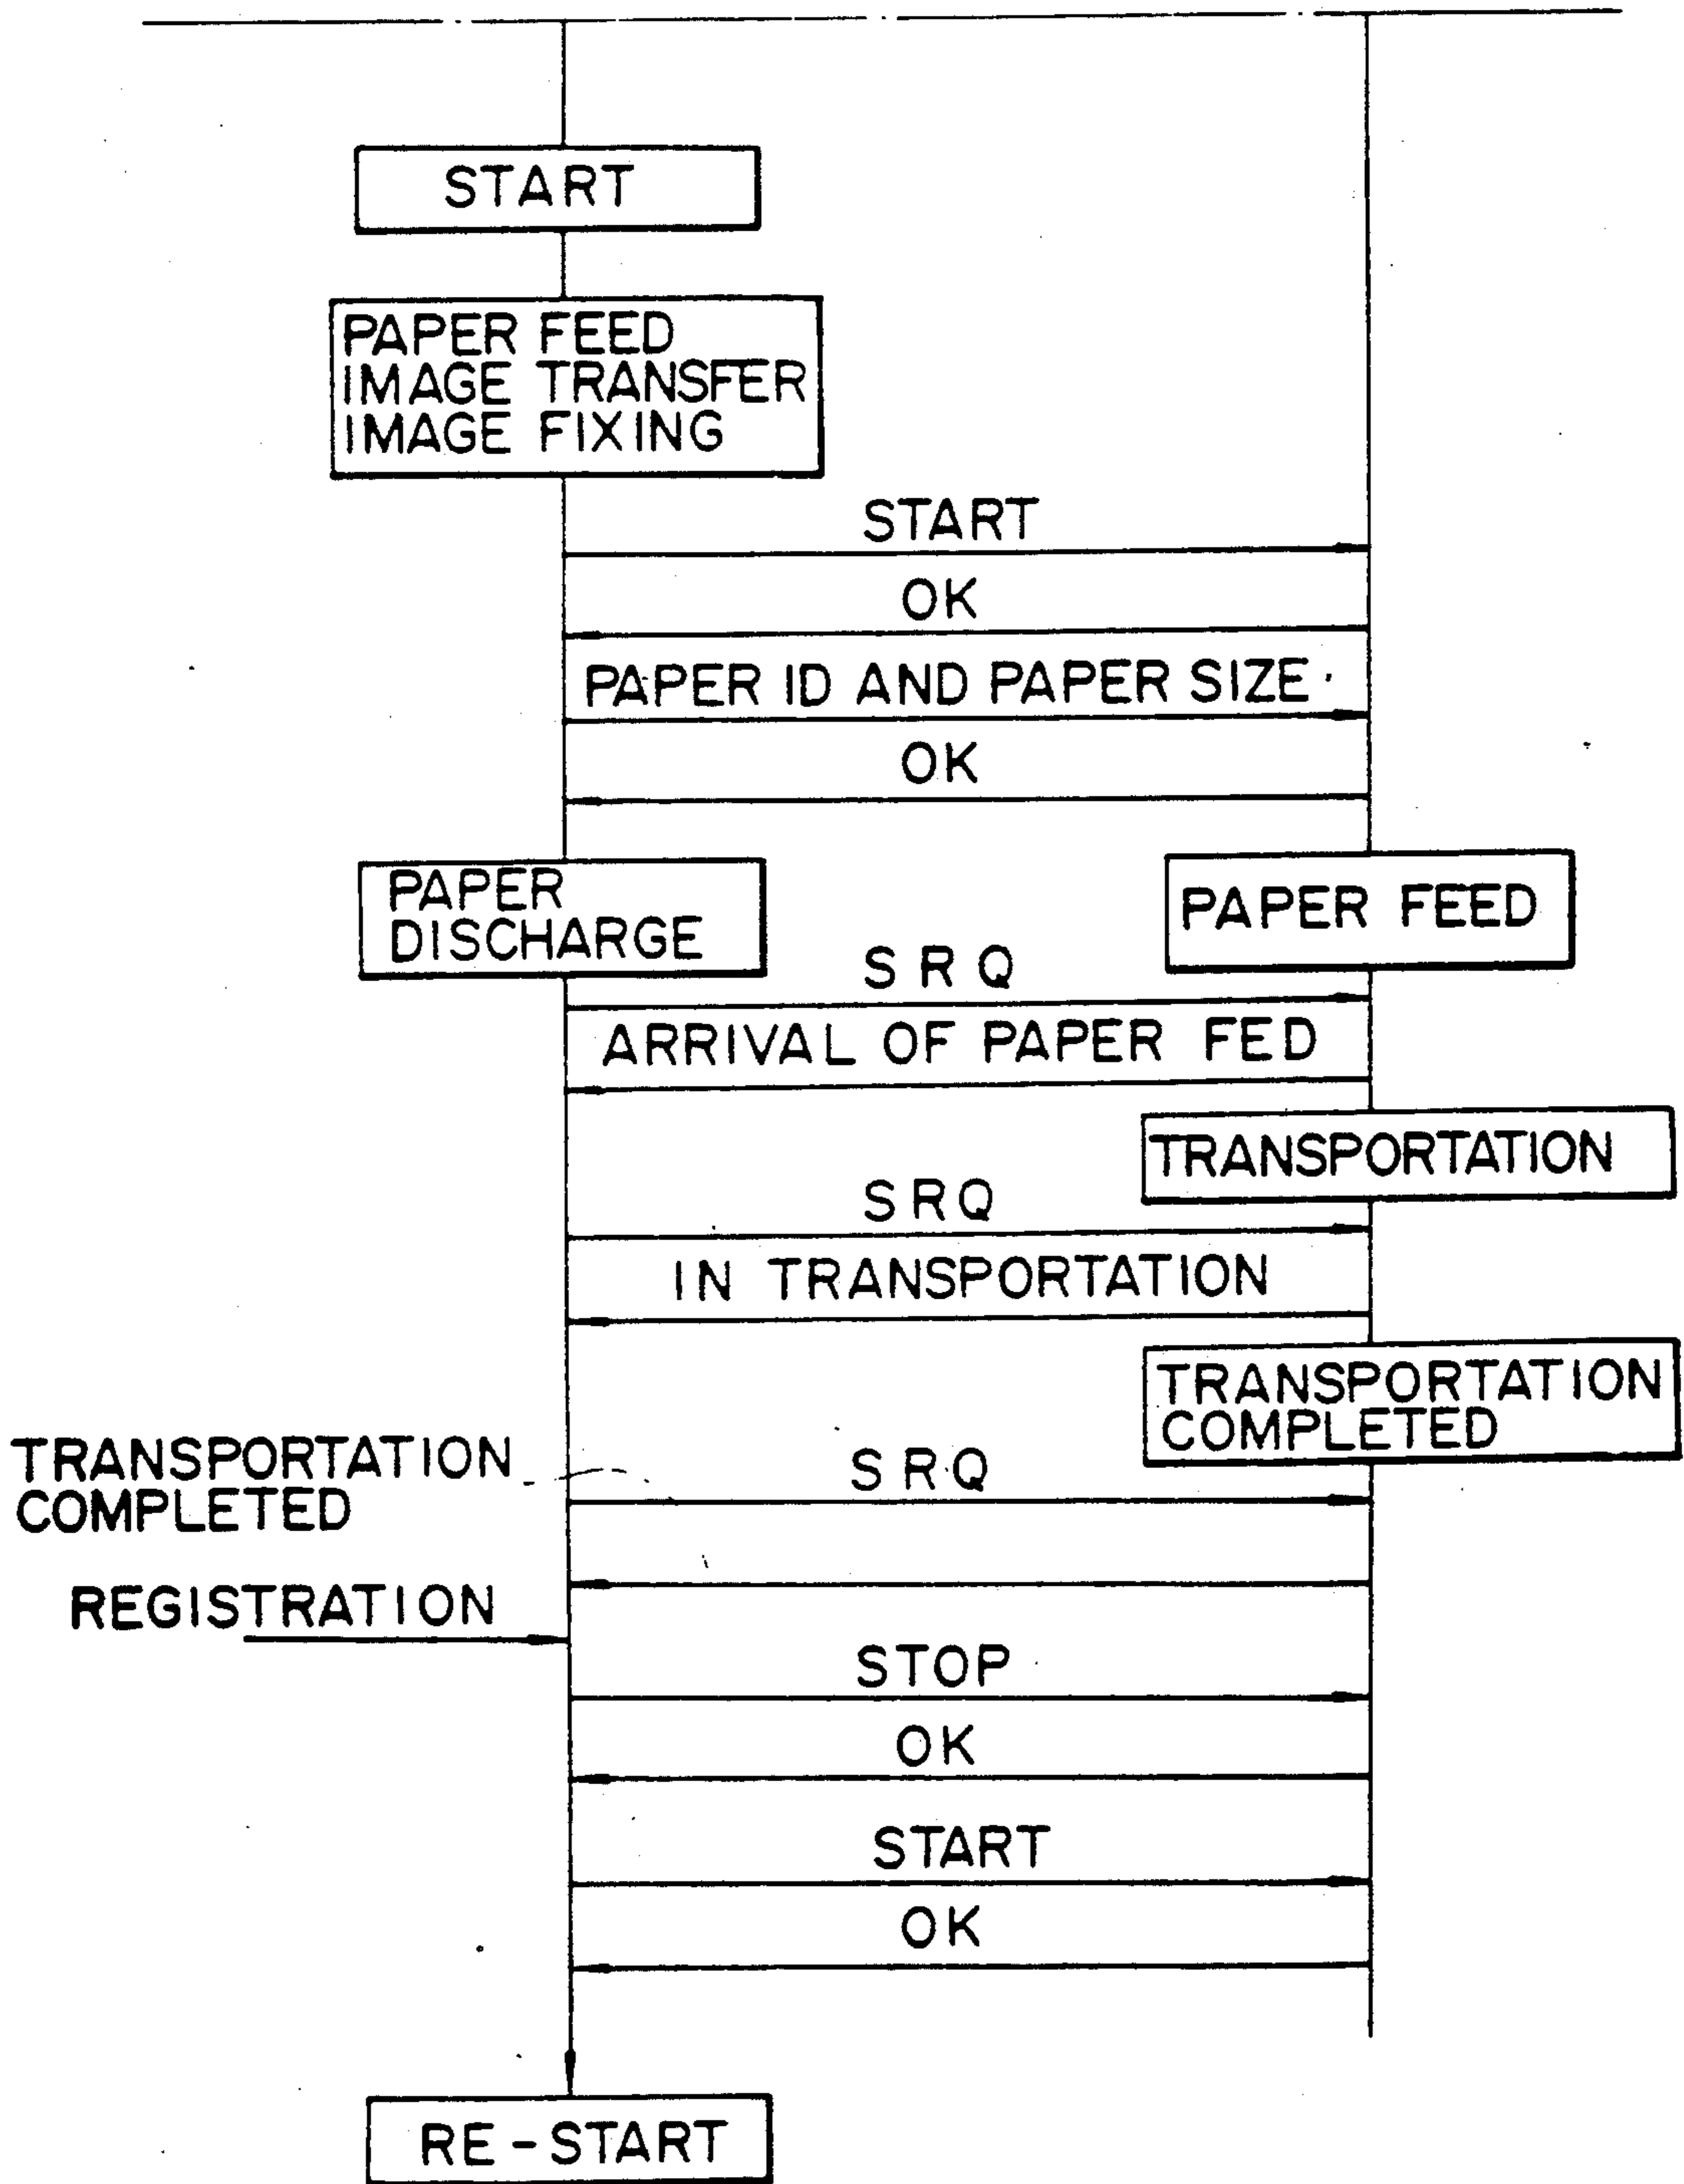 START
PAPER FEED
IMAGE TRANSFER
IMAGE FIXING
START
OK
PAPER ID AND PAPER SIZE
OK
PAPER
DISCHARGE
PAPER FEED
SRQ
ARRIVAL OF PAPER FED
TRANSPORTATION
SRQ
IN TRANSPORTATION
TRANSPORTATION
COMPLETED
TRANSPORTATION
COMPLETED
SRQ
REGISTRATION
STOP
OK
START
OK
RE-START